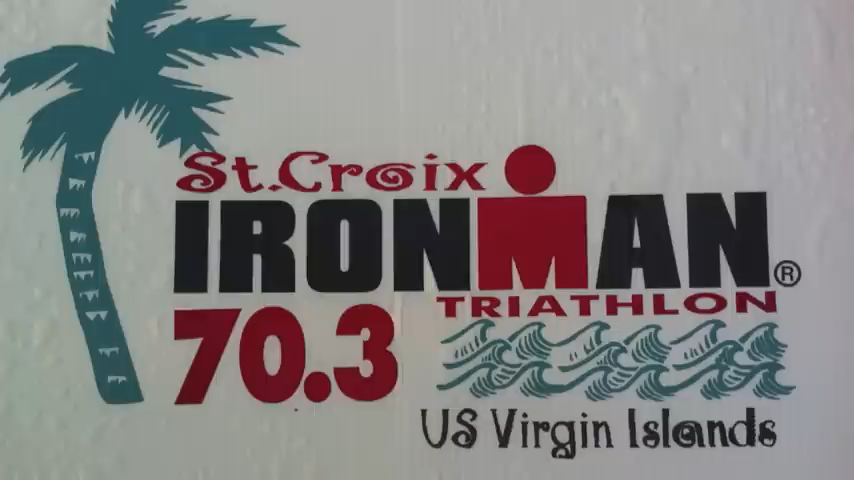 St. Croix
IRONMAN®
TRIATHLON
70.3
US Virgin Islands